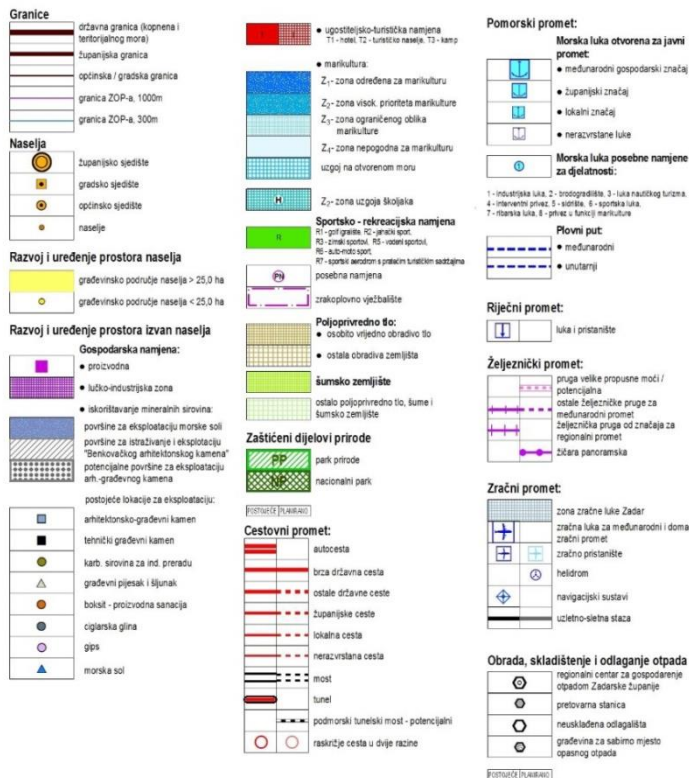 Granice
državna granica (kopnena i
teritorijalnog mora)
županijska granica
općinska / gradska granica
granica ZOP-a, 1000m
granica ZOP-a, 300m
Naselja
županijsko sjedište
gradsko sjedište
općinsko sjedište
naselje
Razvoj i uređenje prostora naselja
građevinsko područje naselja > 25,0 ha
građevinsko područje naselja < 25,0 ha
Razvoj i uređenje prostora izvan naselja
Gospodarska namjena:
● proizvodna
● lučko-industrijska zona
● iskorištavanje mineralnih sirovina:
površine za eksploataciju morske soli
površine za istraživanje i eksplotaciju
"Benkovačkog arhitektonskog kamena"
potencijalne površine za eksploataciju
arh.-građevnog kamena
postojeće lokacije za eksploataciju:
arhitektonsko-građevni kamen
tehnički građevni kamen
karb. sirovina za ind. preradu
građevni pijesak i šljunak
boksit - proizvodna sanacija
ciglarska glina
gips
morska sol
● ugostiteljsko-turistička namjena
T1 - hotel, T2 - turističko naselje, T3 - kamp
● marikultura:
Z1- zona određena za marikulturu
Z2- zona visok. prioriteta marikulture
Z3- zona ograničenog oblika
marikulture
Z4- zona nepogodna za marikulturu
uzgoj na otvorenom moru
H
Z2- zona uzgoja školjaka
Sportsko - rekreacijska namjena
R
R1 - golf igralište, R2 - jahački sport,
R3 - zimski sportovi, R5 - vodeni sportovi,
R6 - auto-moto sport,
R7 - sportski aerodrom s pratećim turističkim sadržajima
PN
posebna namjena
zrakoplovno vježbalište
Poljoprivredno tlo:
● osobito vrijedno obradivo tlo
● ostala obradiva zemljišta
šumsko zemljište
ostalo poljoprivredno tlo, šume i
šumsko zemljište
Zaštićeni dijelovi prirode
PP
park prirode
NP
nacionalni park
POSTOJEĆE PLANIRANO
Cestovni promet:
autocesta
brza državna cesta
ostale državne ceste
županijske ceste
lokalna cesta
nerazvrstana cesta
most
tunel
podmorski tunelski most - potencijalni
raskrižje cesta u dvije razine
Pomorski promet:
Morska luka otvorena za javni
promet:
● međunarodni gospodarski značaj
● županijski značaj
● lokalni značaj
● nerazvrstane luke
Morska luka posebne namjene
za djelatnosti:
1 - industrijska luka, 2 - brodogradilište, 3 - luka nautičkog turizma,
4 - interventni privez, 5 - sidrište, 6 - sportska luka,
7 - ribarska luka, 8 - privez u funkciji marikulture
Plovni put:
● međunarodni
● unutarnji
Riječni promet:
luka i pristanište
Željeznički promet:
pruga velike propusne moći /
potencijalna
ostale željezničke pruge za
međunarodni promet
željeznička pruga od značaja za
regionalni promet
žičara panoramska
Zračni promet:
zona zračne luke Zadar
zračna luka za međunarodni i doma
zračni promet
zračno pristanište
helidrom
navigacijski sustavi
uzletno-sletna staza
Obrada, skladištenje i odlaganje otpada
regionalni centar za gospodarenje
otpadom Zadarske županije
pretovarna stanica
neusklađena odlagališta
građevina za sabirno mjesto
opasnog otpada
POSTOJEĆE PLANIRANO